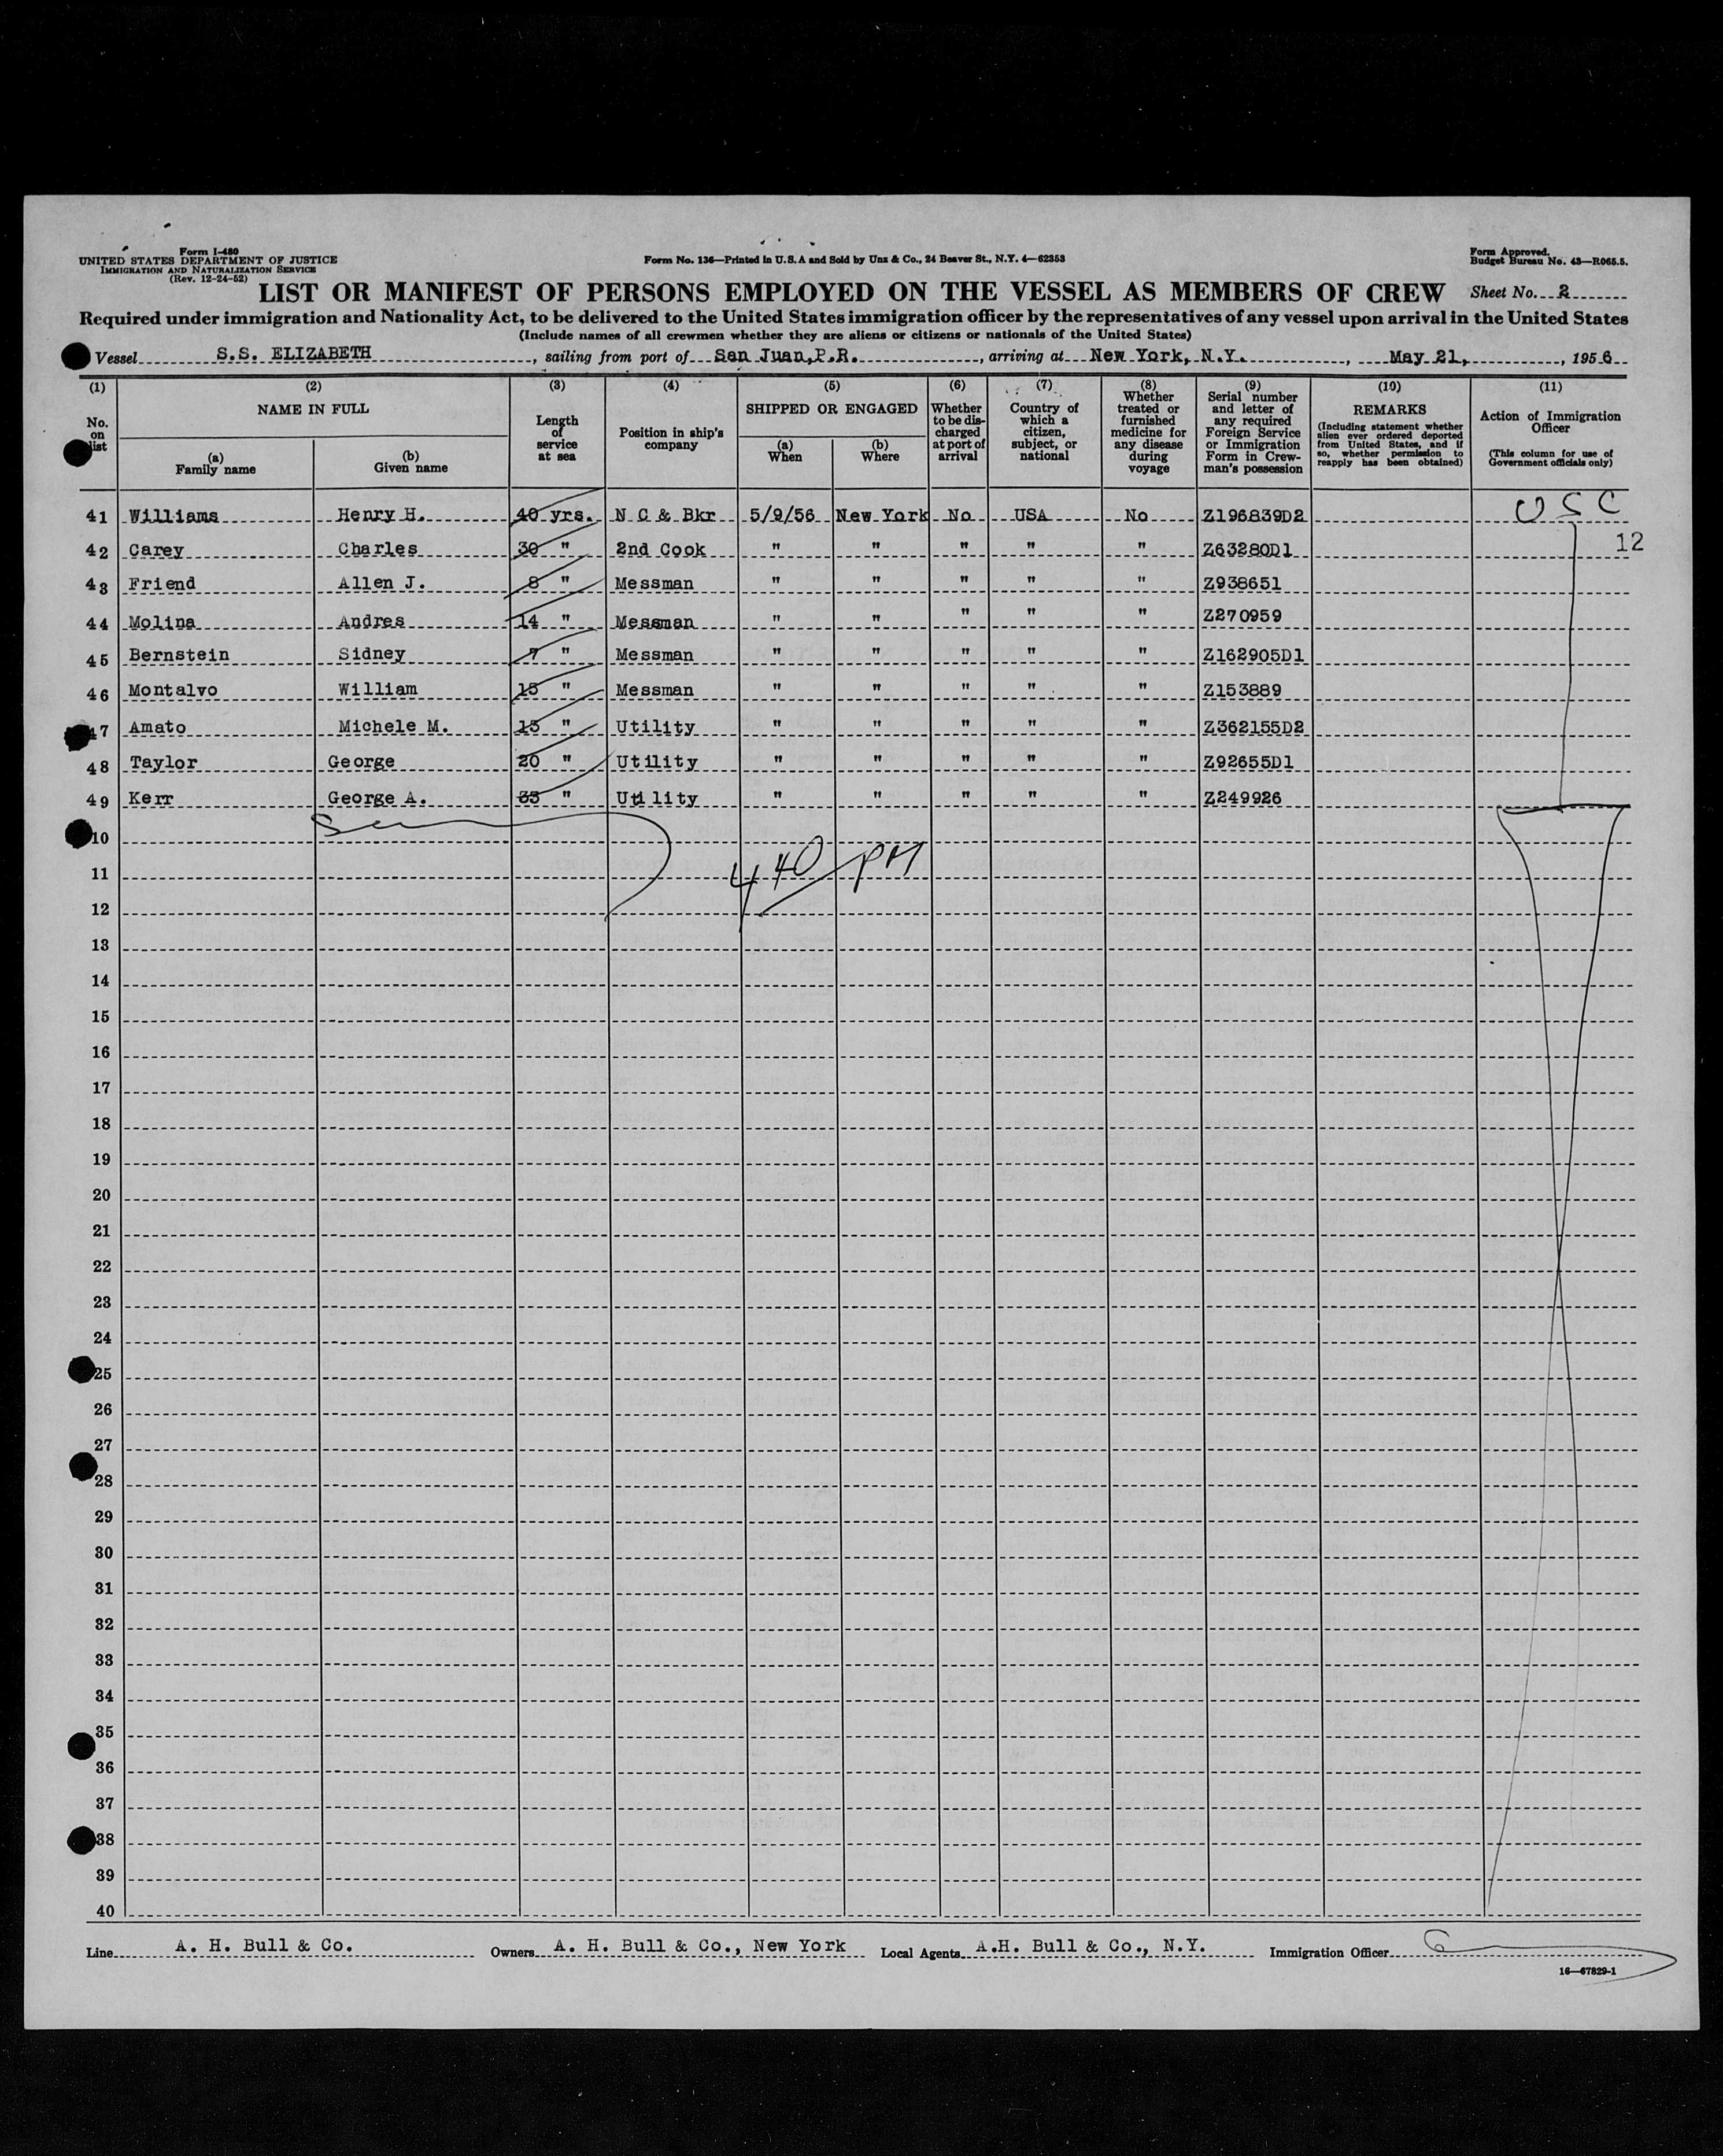 Form I-480
UNITED STATES DEPARTMENT OF JUSTICE
IMMIGRATION AND NATURALIZATION SERVICE
(Rev. 12-24-52)
Form No. 136—Printed in U.S.A and Sold by Unz & Co., 24 Beaver St., N.Y. 4—62353
Form Approved.
Budget Bureau No. 43—R065.5.
LIST OR MANIFEST OF PERSONS EMPLOYED ON THE VESSEL AS MEMBERS OF CREW Sheet No. 2
Required under immigration and Nationality Act, to be delivered to the United States immigration officer by the representatives of any vessel upon arrival in the United States
(Include names of all crewmen whether they are aliens or citizens or nationals of the United States)
Vessel S.S. ELIZABETH, sailing from port of San Juan,P.R., arriving at New York, N.Y., May 21, 1956
(1) (2) (3) (4) (5) (6) (7) (8) (9) (10) (11)
No. on list
NAME IN FULL
(a) Family name
(b) Given name
Length of service at sea
Position in ship's company
SHIPPED OR ENGAGED
(a) When
(b) Where
Whether to be discharged at port of arrival
Country of which a citizen, subject, or national
Whether treated or furnished medicine for any disease during voyage
Serial number and letter of any required Foreign Service or Immigration Form in Crewman's possession
REMARKS
(Including statement whether alien ever ordered deported from United States, and if so, whether permission to reapply has been obtained)
Action of Immigration Officer
(This column for use of Government officials only)
41 Williams Henry H. 40 yrs. N C & Bkr 5/9/56 New York No USA No Z196839D2 USC
12
42 Carey Charles 30 " 2nd Cook " " " " " Z63280D1
43 Friend Allen J. 8 " Messman " " " " " Z938651
44 Molina Andres 14 " Messman " " " " " Z270959
45 Bernstein Sidney 7 " Messman " " " " " Z162905D1
46 Montalvo William 15 " Messman " " " " " Z153889
47 Amato Michele M. 15 " Utility " " " " " Z362155D2
48 Taylor George 20 " Utility " " " " " Z92655D1
49 Kerr George A. 35 " Utility " " " " " Z249926
10
11 4 40 PM
12
13
14
15
16
17
18
19
20
21
22
23
24
25
26
27
28
29
30
31
32
33
34
35
36
37
38
39
40
Line A. H. Bull & Co. Owners A. H. Bull & Co., New York Local Agents A.H. Bull & Co., N.Y. Immigration Officer
16—67829-1